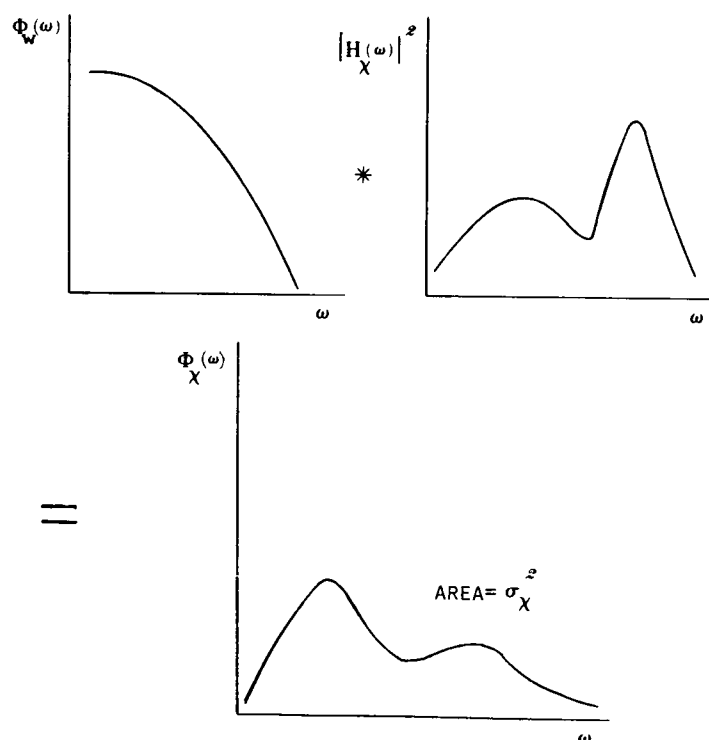 Φw(ω)
|Hχ(ω)|²
*
ω
ω
Φχ(ω)
=
AREA= σχ²
ω